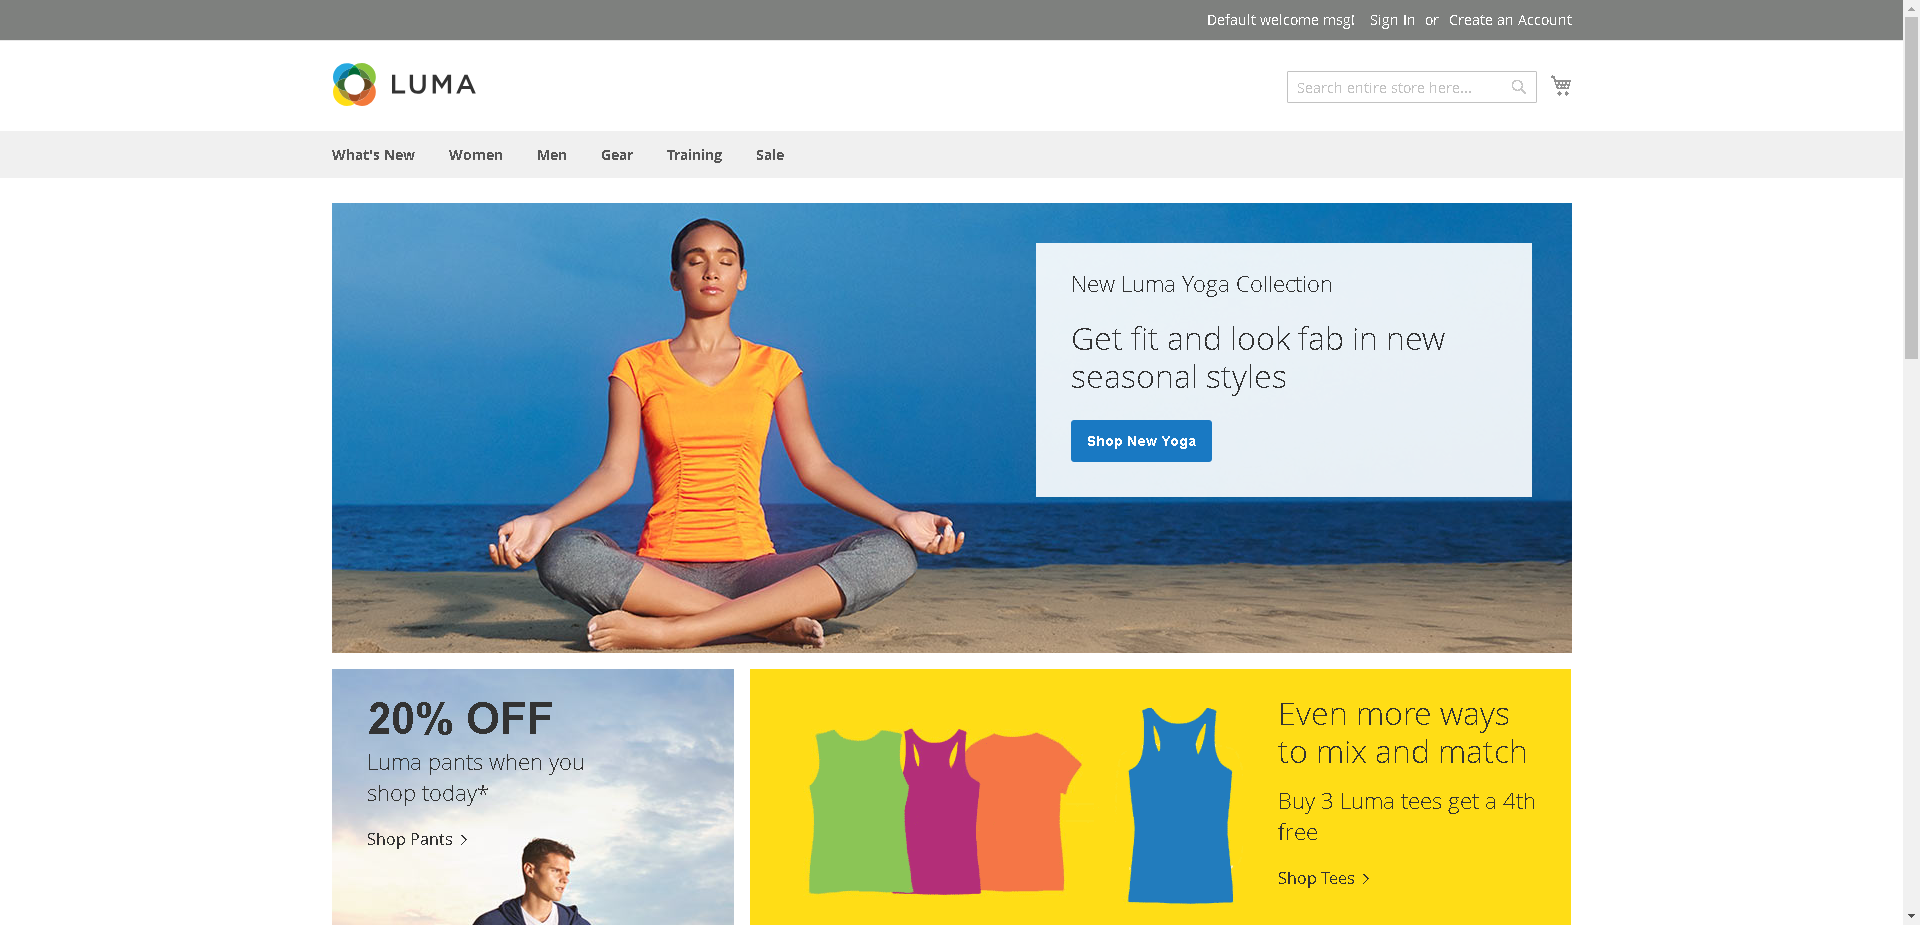 Default welcome msg! Sign In or Create an Account
LUMA
Search entire store here...
What's New Women Men Gear Training Sale
New Luma Yoga Collection
Get fit and look fab in new
seasonal styles
Shop New Yoga
20% OFF
Luma pants when you
shop today*
Shop Pants >
Even more ways
to mix and match
Buy 3 Luma tees get a 4th
free
Shop Tees >